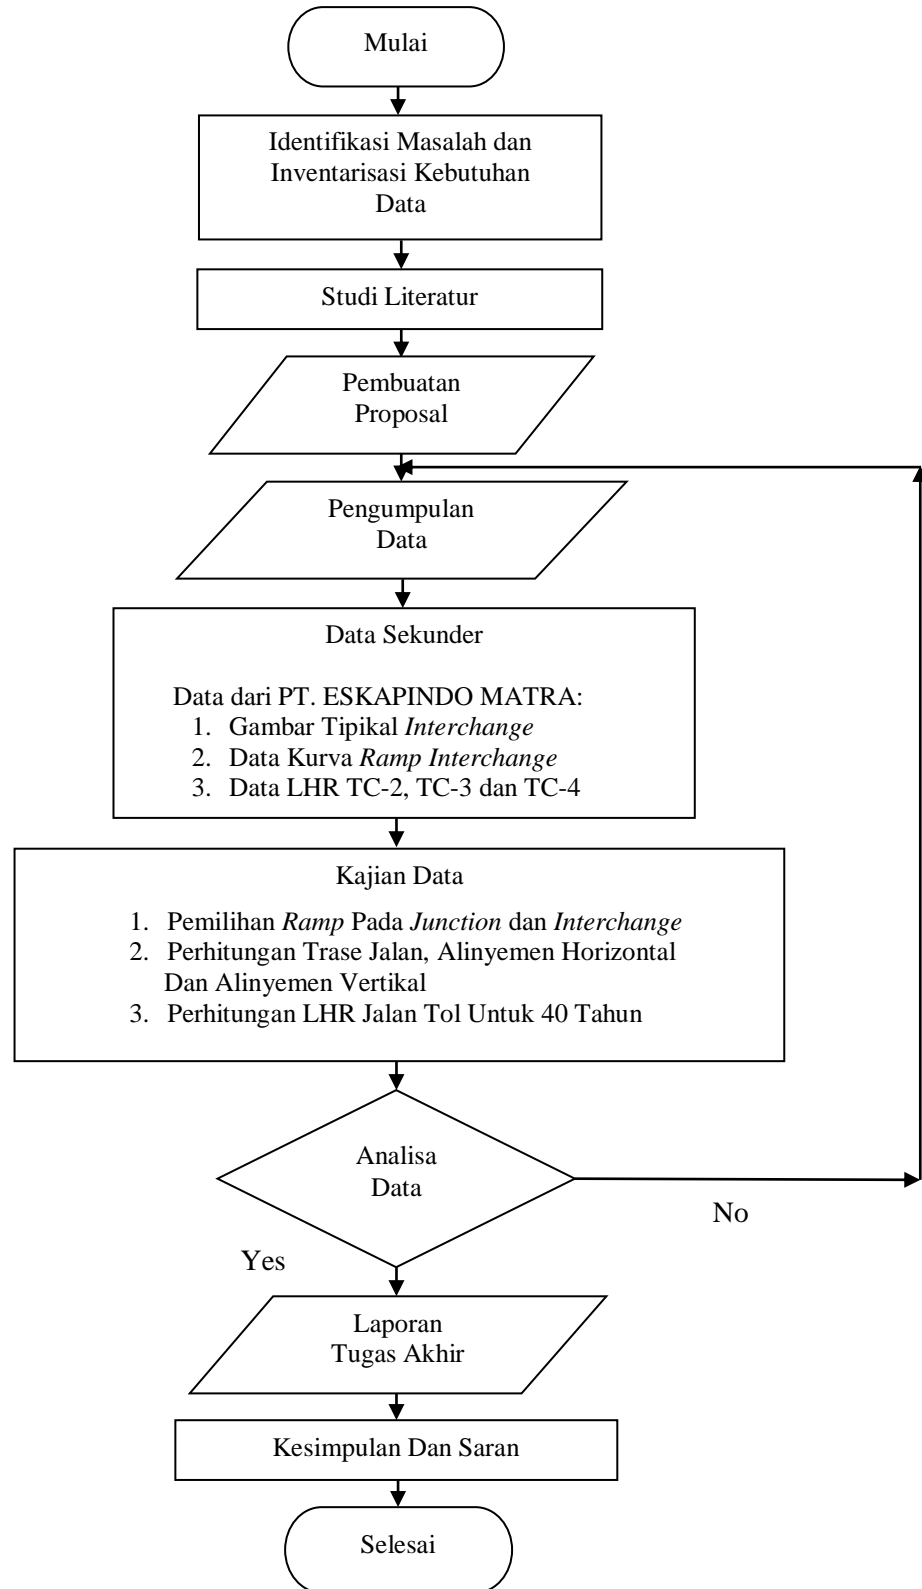 Mulai
Identifikasi Masalah dan
Inventarisasi Kebutuhan
Data
Studi Literatur
Pembuatan
Proposal
Pengumpulan
Data
Data Sekunder
Data dari PT. ESKAPINDO MATRA:
1. Gambar Tipikal Interchange
2. Data Kurva Ramp Interchange
3. Data LHR TC-2, TC-3 dan TC-4
Kajian Data
1. Pemilihan Ramp Pada Junction dan Interchange
2. Perhitungan Trase Jalan, Alinyemen Horizontal
Dan Alinyemen Vertikal
3. Perhitungan LHR Jalan Tol Untuk 40 Tahun
Analisa
Data
No
Yes
Laporan
Tugas Akhir
Kesimpulan Dan Saran
Selesai